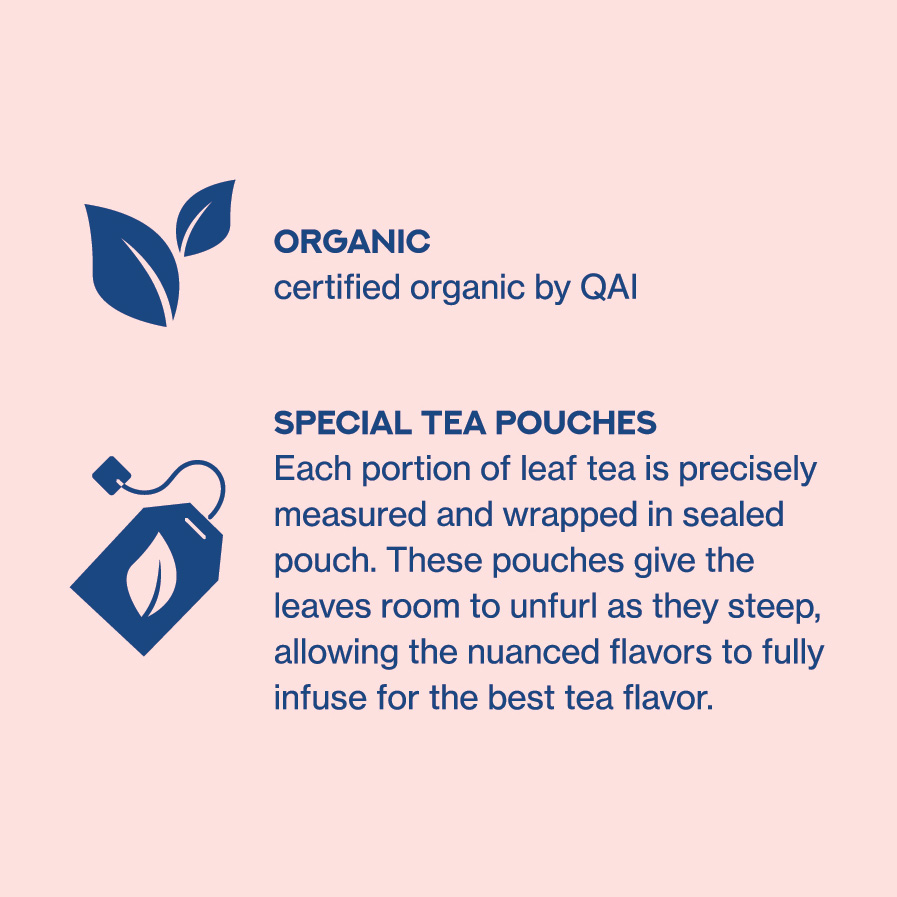 ORGANIC
certified organic by QAI
SPECIAL TEA POUCHES
Each portion of leaf tea is precisely
measured and wrapped in sealed
pouch. These pouches give the
leaves room to unfurl as they steep,
allowing the nuanced flavors to fully
infuse for the best tea flavor.